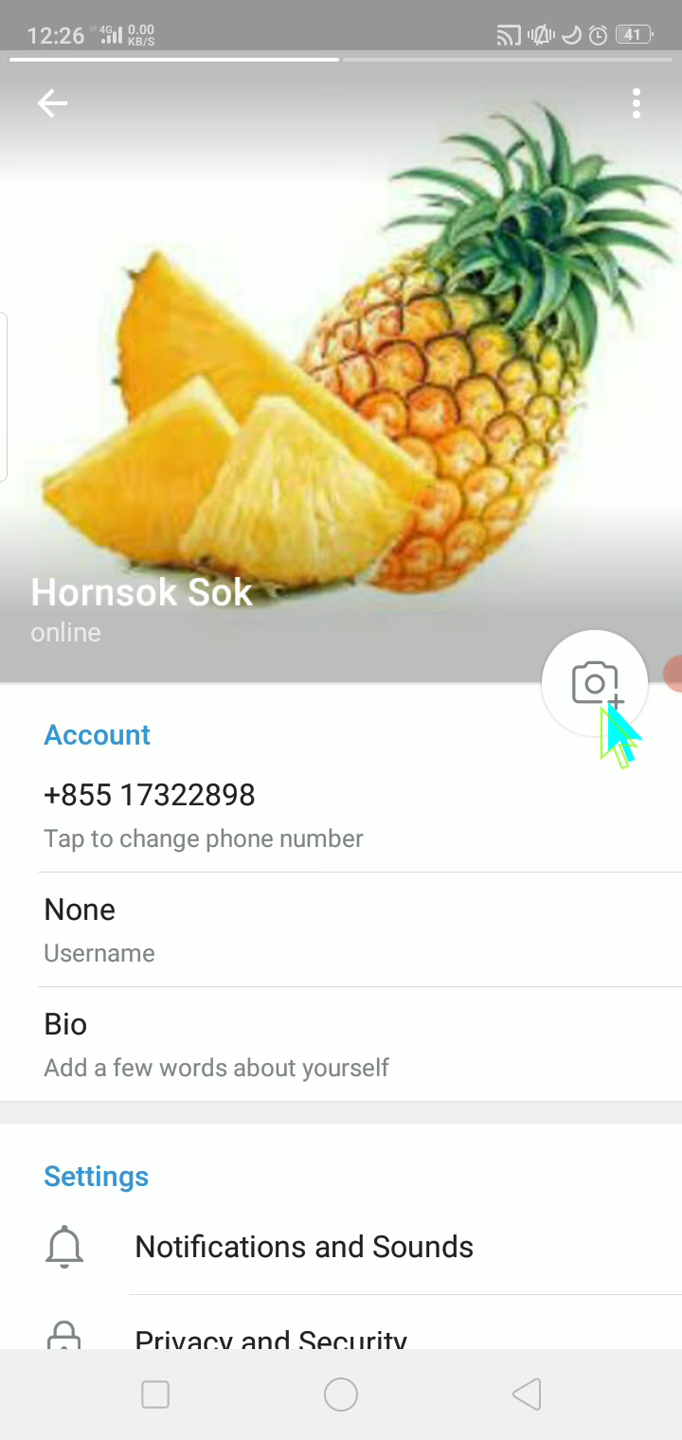 12:26 4G 0.00 KB/S 41
Hornsok Sok
online
Account
+855 17322898
Tap to change phone number
None
Username
Bio
Add a few words about yourself
Settings
Notifications and Sounds
Privacy and Security